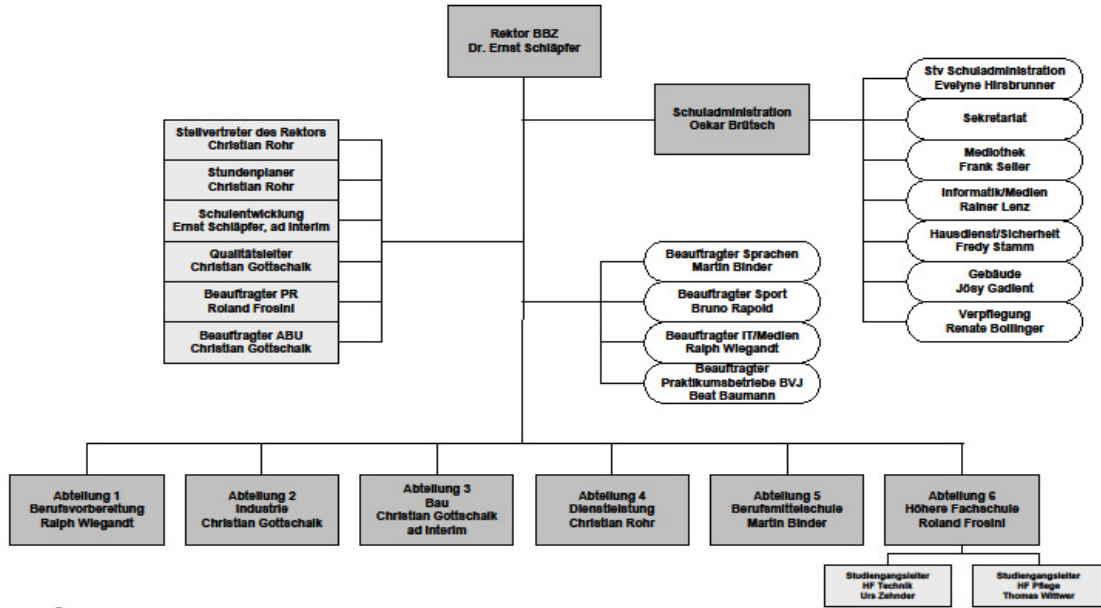 Rektor BBZ
Dr. Ernst Schläpfer
Schuladministration
Oskar Brütsch
Stv Schuladministration
Evelyne Hirsbrunner
Sekretariat
Mediothek
Frank Seiler
Informatik/Medien
Rainer Lenz
Hausdienst/Sicherheit
Fredy Stamm
Gebäude
Jösy Gadient
Verpflegung
Renate Bollinger
Stellvertreter des Rektors
Christian Rohr
Stundenplaner
Christian Rohr
Schulentwicklung
Ernst Schläpfer, ad Interim
Qualitätsleiter
Christian Gottschalk
Beauftragter PR
Roland Frosini
Beauftragter ABU
Christian Gottschalk
Beauftragter Sprachen
Martin Binder
Beauftragter Sport
Bruno Rapold
Beauftragter IT/Medien
Ralph Wiegandt
Beauftragter
Praktikumsbetriebe BVJ
Beat Baumann
Abteilung 1
Berufsvorbereitung
Ralph Wiegandt
Abteilung 2
Industrie
Christian Gottschalk
Abteilung 3
Bau
Christian Gottschalk
ad Interim
Abteilung 4
Dienstleistung
Christian Rohr
Abteilung 5
Berufsmittelschule
Martin Binder
Abteilung 6
Höhere Fachschule
Roland Frosini
Studiengangsleiter
HF Technik
Urs Zehnder
Studiengangsleiter
HF Pflege
Thomas Wittwer